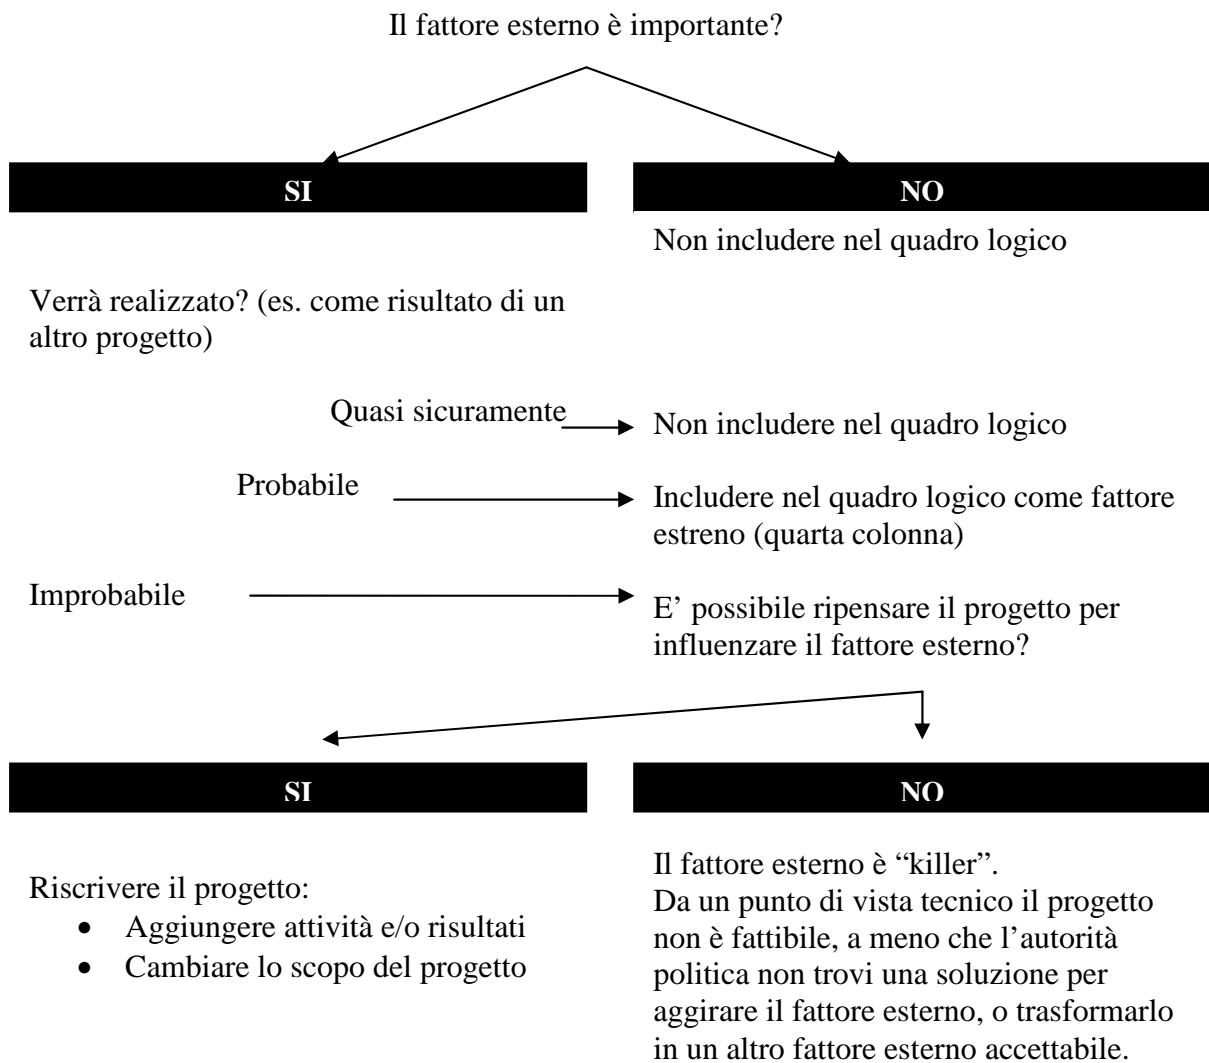 Il fattore esterno è importante?
SI
NO
Non includere nel quadro logico
Verrà realizzato? (es. come risultato di un
altro progetto)
Quasi sicuramente
Non includere nel quadro logico
Probabile
Includere nel quadro logico come fattore
estreno (quarta colonna)
Improbabile
E’ possibile ripensare il progetto per
influenzare il fattore esterno?
SI
NO
Riscrivere il progetto:
• Aggiungere attività e/o risultati
• Cambiare lo scopo del progetto
Il fattore esterno è “killer”.
Da un punto di vista tecnico il progetto
non è fattibile, a meno che l’autorità
politica non trovi una soluzione per
aggirare il fattore esterno, o trasformarlo
in un altro fattore esterno accettabile.